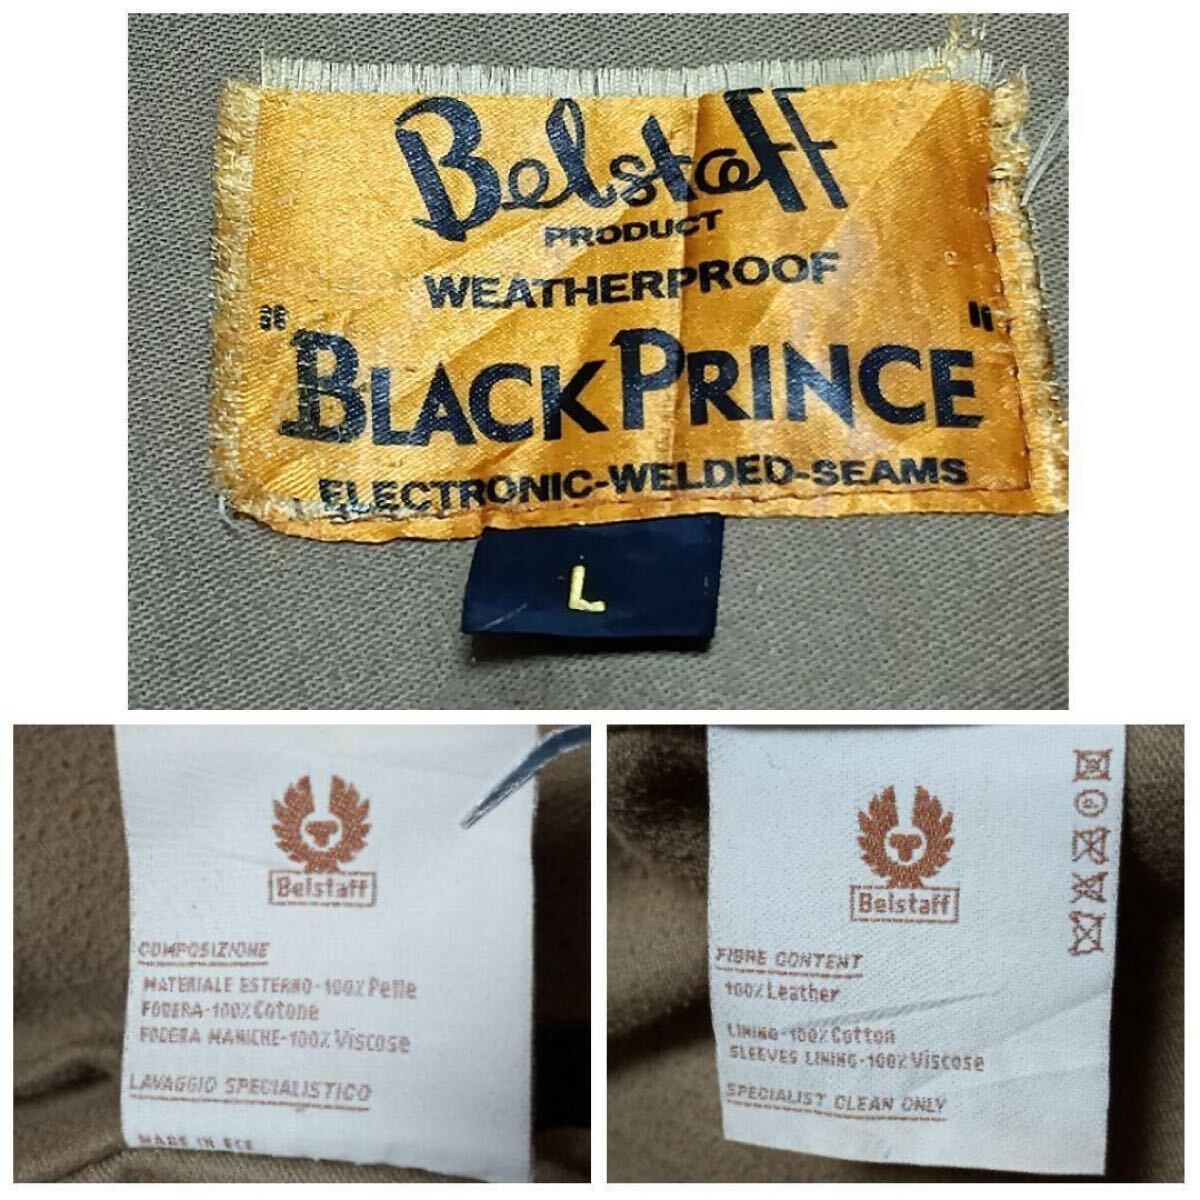 Belstaff
PRODUCT
WEATHERPROOF
"BLACK PRINCE"
ELECTRONIC-WELDED-SEAMS
L
Belstaff
COMPOSIZIONE
MATERIALE ESTERNO-100% Pelle
FODERA-100% Cotone
FODERA MANICHE-100% Viscose
LAVAGGIO SPECIALISTICO
MADE IN EEE
Belstaff
FIBRE CONTENT
100% Leather
LINING-100% Cotton
SLEEVES LINING-100% Viscose
SPECIALIST CLEAN ONLY
P